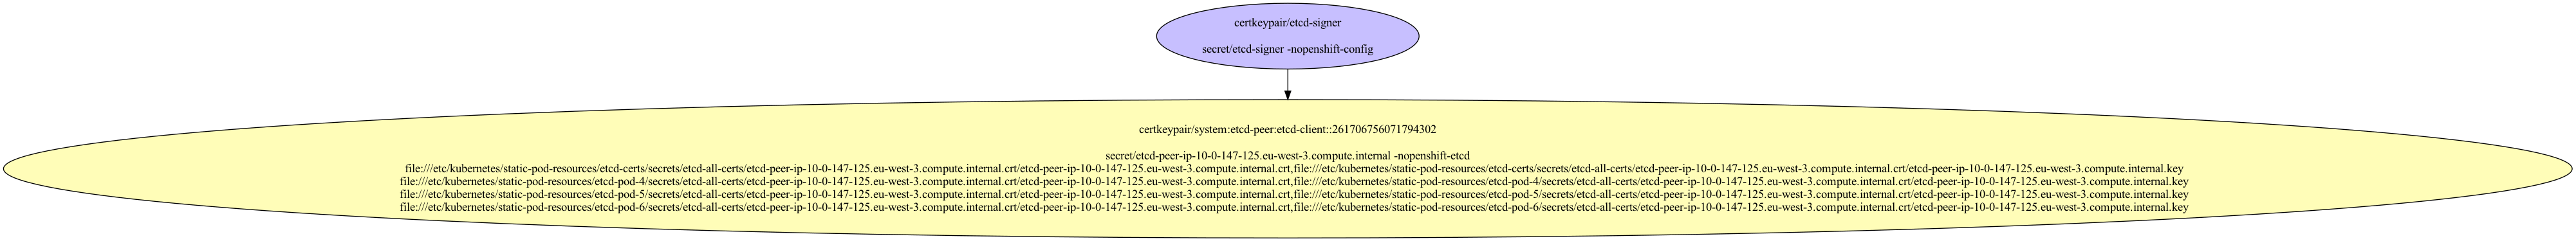 certkeypair/etcd-signer
secret/etcd-signer -nopenshift-config
certkeypair/system:etcd-peer:etcd-client::261706756071794302
secret/etcd-peer-ip-10-0-147-125.eu-west-3.compute.internal -nopenshift-etcd
file:///etc/kubernetes/static-pod-resources/etcd-certs/secrets/etcd-all-certs/etcd-peer-ip-10-0-147-125.eu-west-3.compute.internal.crt/etcd-peer-ip-10-0-147-125.eu-west-3.compute.internal.crt,file:///etc/kubernetes/static-pod-resources/etcd-certs/secrets/etcd-all-certs/etcd-peer-ip-10-0-147-125.eu-west-3.compute.internal.crt/etcd-peer-ip-10-0-147-125.eu-west-3.compute.internal.key
file:///etc/kubernetes/static-pod-resources/etcd-pod-4/secrets/etcd-all-certs/etcd-peer-ip-10-0-147-125.eu-west-3.compute.internal.crt/etcd-peer-ip-10-0-147-125.eu-west-3.compute.internal.crt,file:///etc/kubernetes/static-pod-resources/etcd-pod-4/secrets/etcd-all-certs/etcd-peer-ip-10-0-147-125.eu-west-3.compute.internal.crt/etcd-peer-ip-10-0-147-125.eu-west-3.compute.internal.key
file:///etc/kubernetes/static-pod-resources/etcd-pod-5/secrets/etcd-all-certs/etcd-peer-ip-10-0-147-125.eu-west-3.compute.internal.crt/etcd-peer-ip-10-0-147-125.eu-west-3.compute.internal.crt,file:///etc/kubernetes/static-pod-resources/etcd-pod-5/secrets/etcd-all-certs/etcd-peer-ip-10-0-147-125.eu-west-3.compute.internal.crt/etcd-peer-ip-10-0-147-125.eu-west-3.compute.internal.key
file:///etc/kubernetes/static-pod-resources/etcd-pod-6/secrets/etcd-all-certs/etcd-peer-ip-10-0-147-125.eu-west-3.compute.internal.crt/etcd-peer-ip-10-0-147-125.eu-west-3.compute.internal.crt,file:///etc/kubernetes/static-pod-resources/etcd-pod-6/secrets/etcd-all-certs/etcd-peer-ip-10-0-147-125.eu-west-3.compute.internal.crt/etcd-peer-ip-10-0-147-125.eu-west-3.compute.internal.key